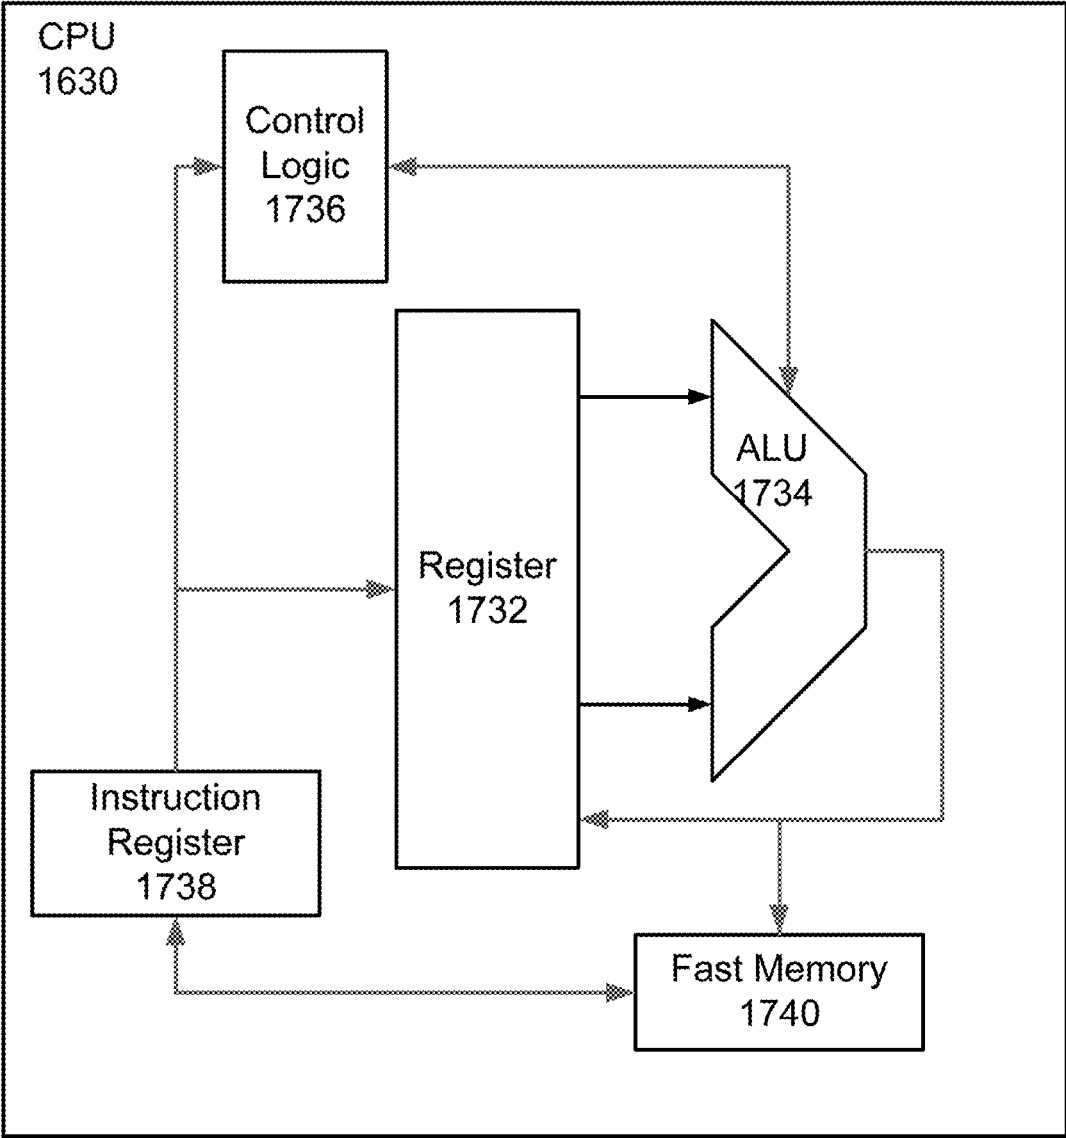 CPU
1630
Control
Logic
1736
ALU
1734
Register
1732
Instruction
Register
1738
Fast Memory
1740